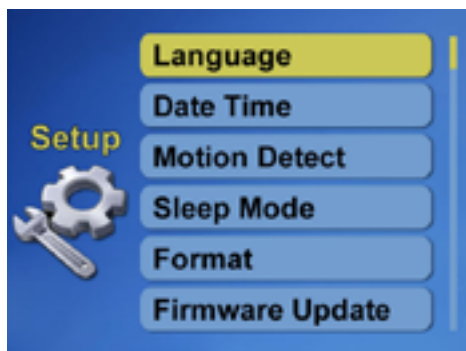 Setup
Language
Date Time
Motion Detect
Sleep Mode
Format
Firmware Update